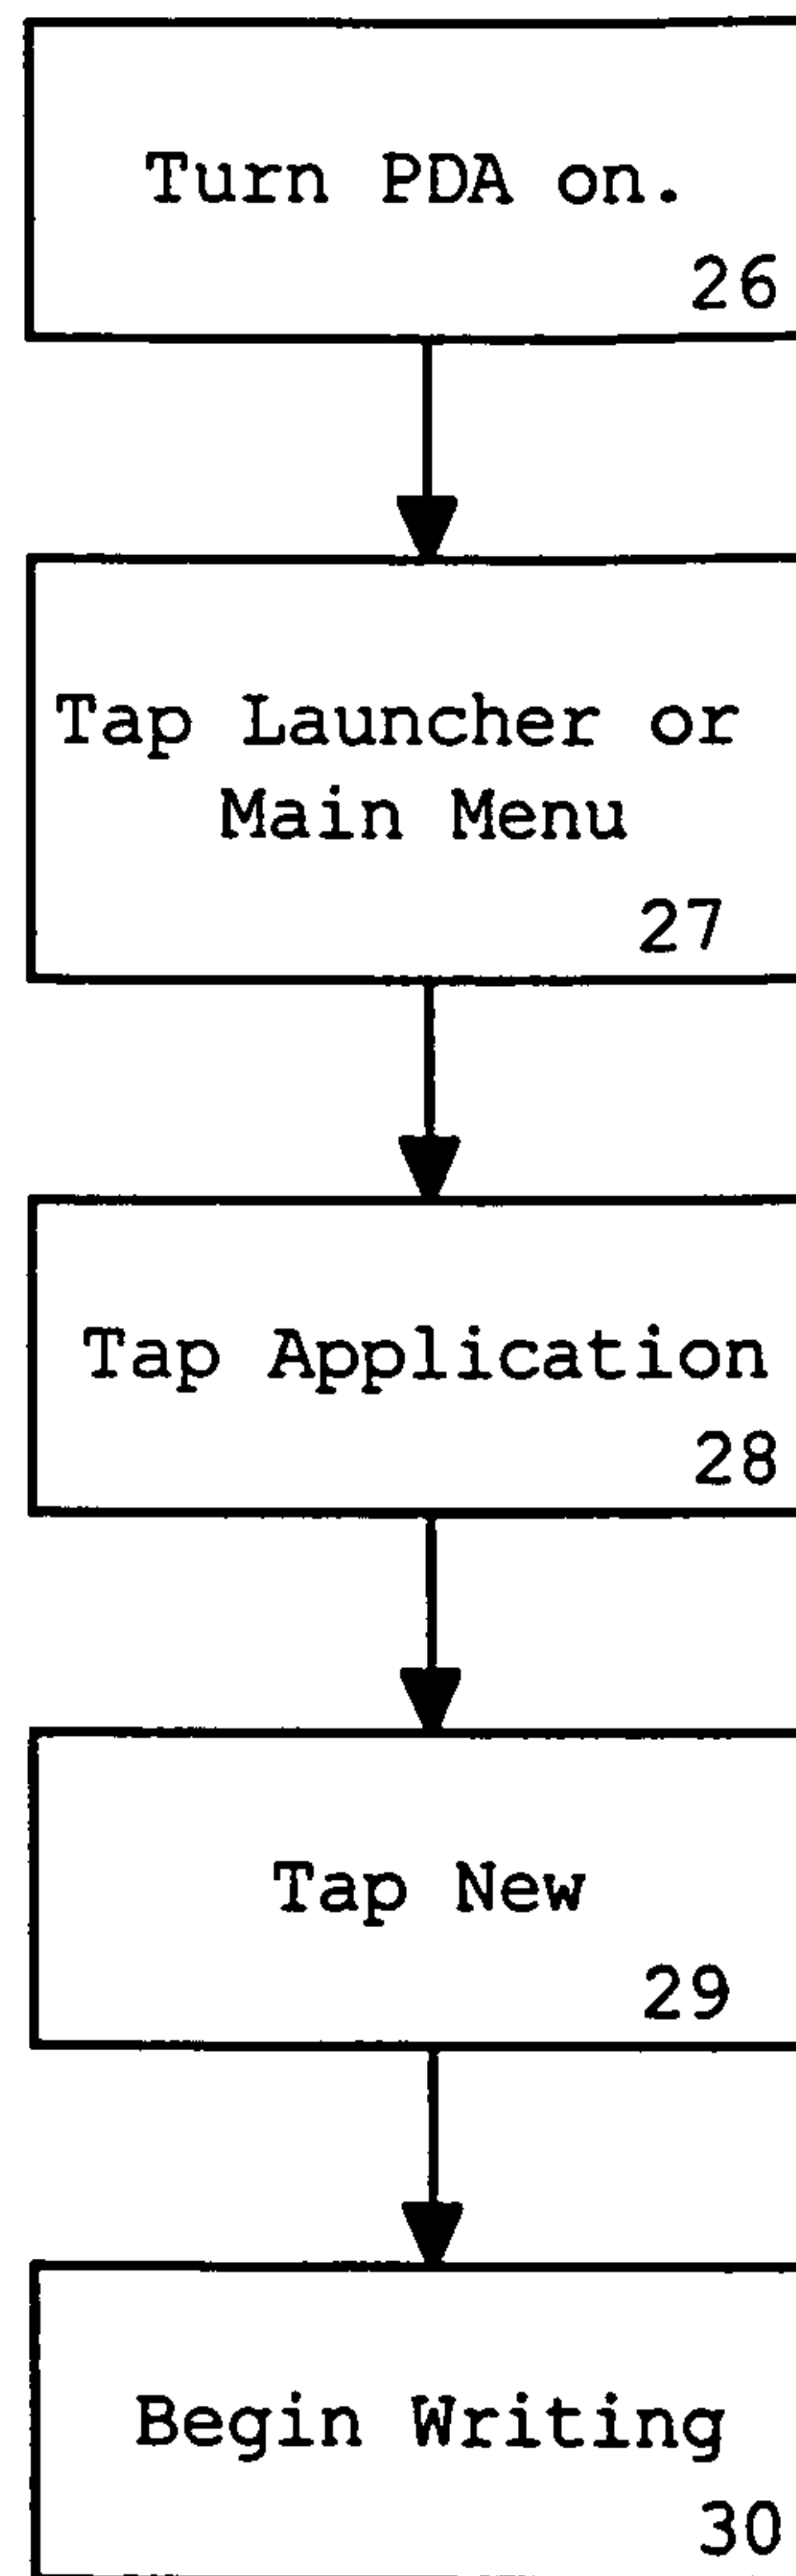 Turn PDA on.
26
Tap Launcher or
Main Menu
27
Tap Application
28
Tap New
29
Begin Writing
30